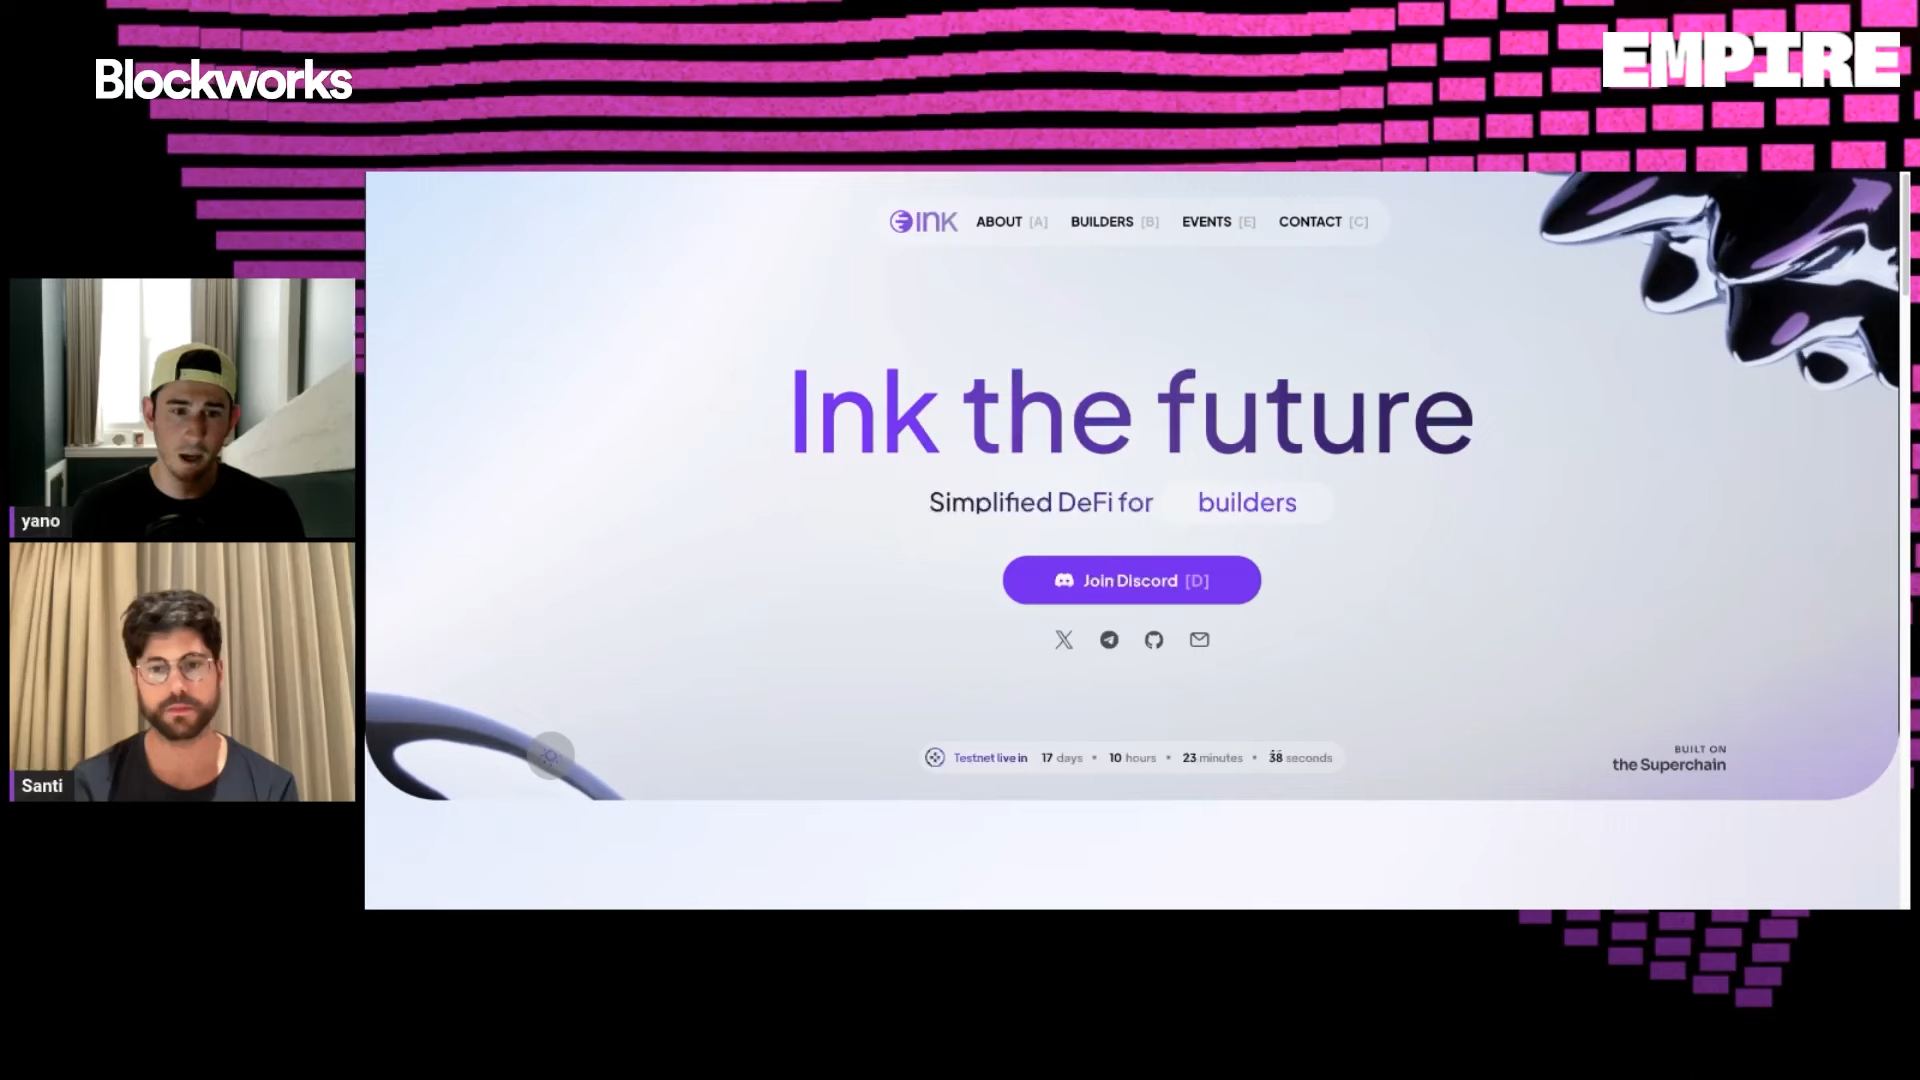 Blockworks
EMPIRE
INK ABOUT [A] BUILDERS [B] EVENTS [E] CONTACT [C]
Ink the future
Simplified DeFi for builders
Join Discord [D]
yano
Santi
Testnet live in 17 days • 10 hours • 23 minutes • 38 seconds
BUILT ON
the Superchain